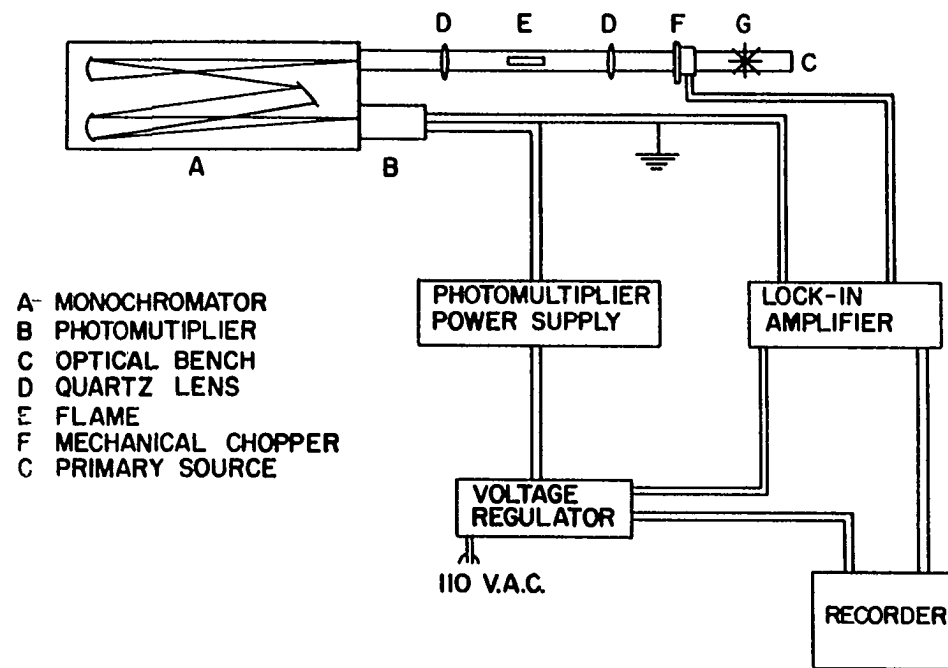 D E D F G
C
A B
A- MONOCHROMATOR
B PHOTOMUTIPLIER
C OPTICAL BENCH
D QUARTZ LENS
E FLAME
F MECHANICAL CHOPPER
C PRIMARY SOURCE
PHOTOMULTIPLIER
POWER SUPPLY
LOCK-IN
AMPLIFIER
VOLTAGE
REGULATOR
110 V.A.C.
RECORDER